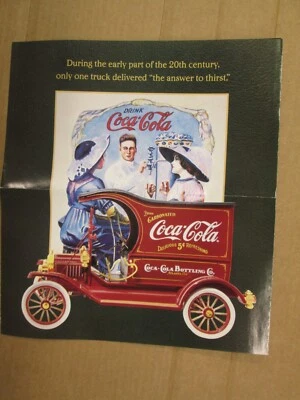 During the early part of the 20th century,
only one truck delivered "the answer to thirst."
DRINK
Coca-Cola
CARBONATED
Coca-Cola
DELICIOUS 5¢ REFRESHING
COCA-COLA BOTTLING CO.